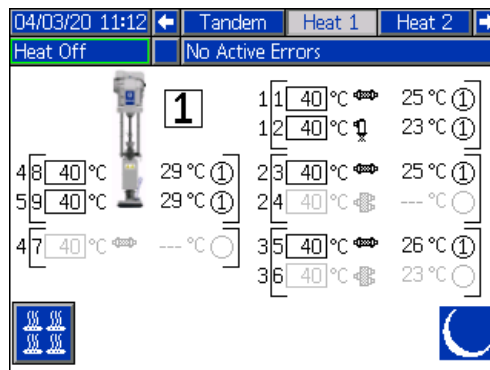 04/03/20 11:12 Tandem Heat 1 Heat 2
Heat Off No Active Errors
1
1 1 40 °C 25 °C 1
1 2 40 °C 23 °C 1
4 8 40 °C 29 °C 1
2 3 40 °C 25 °C 1
5 9 40 °C 29 °C 1
2 4 40 °C --- °C
4 7 40 °C --- °C
3 5 40 °C 26 °C 1
3 6 40 °C 23 °C